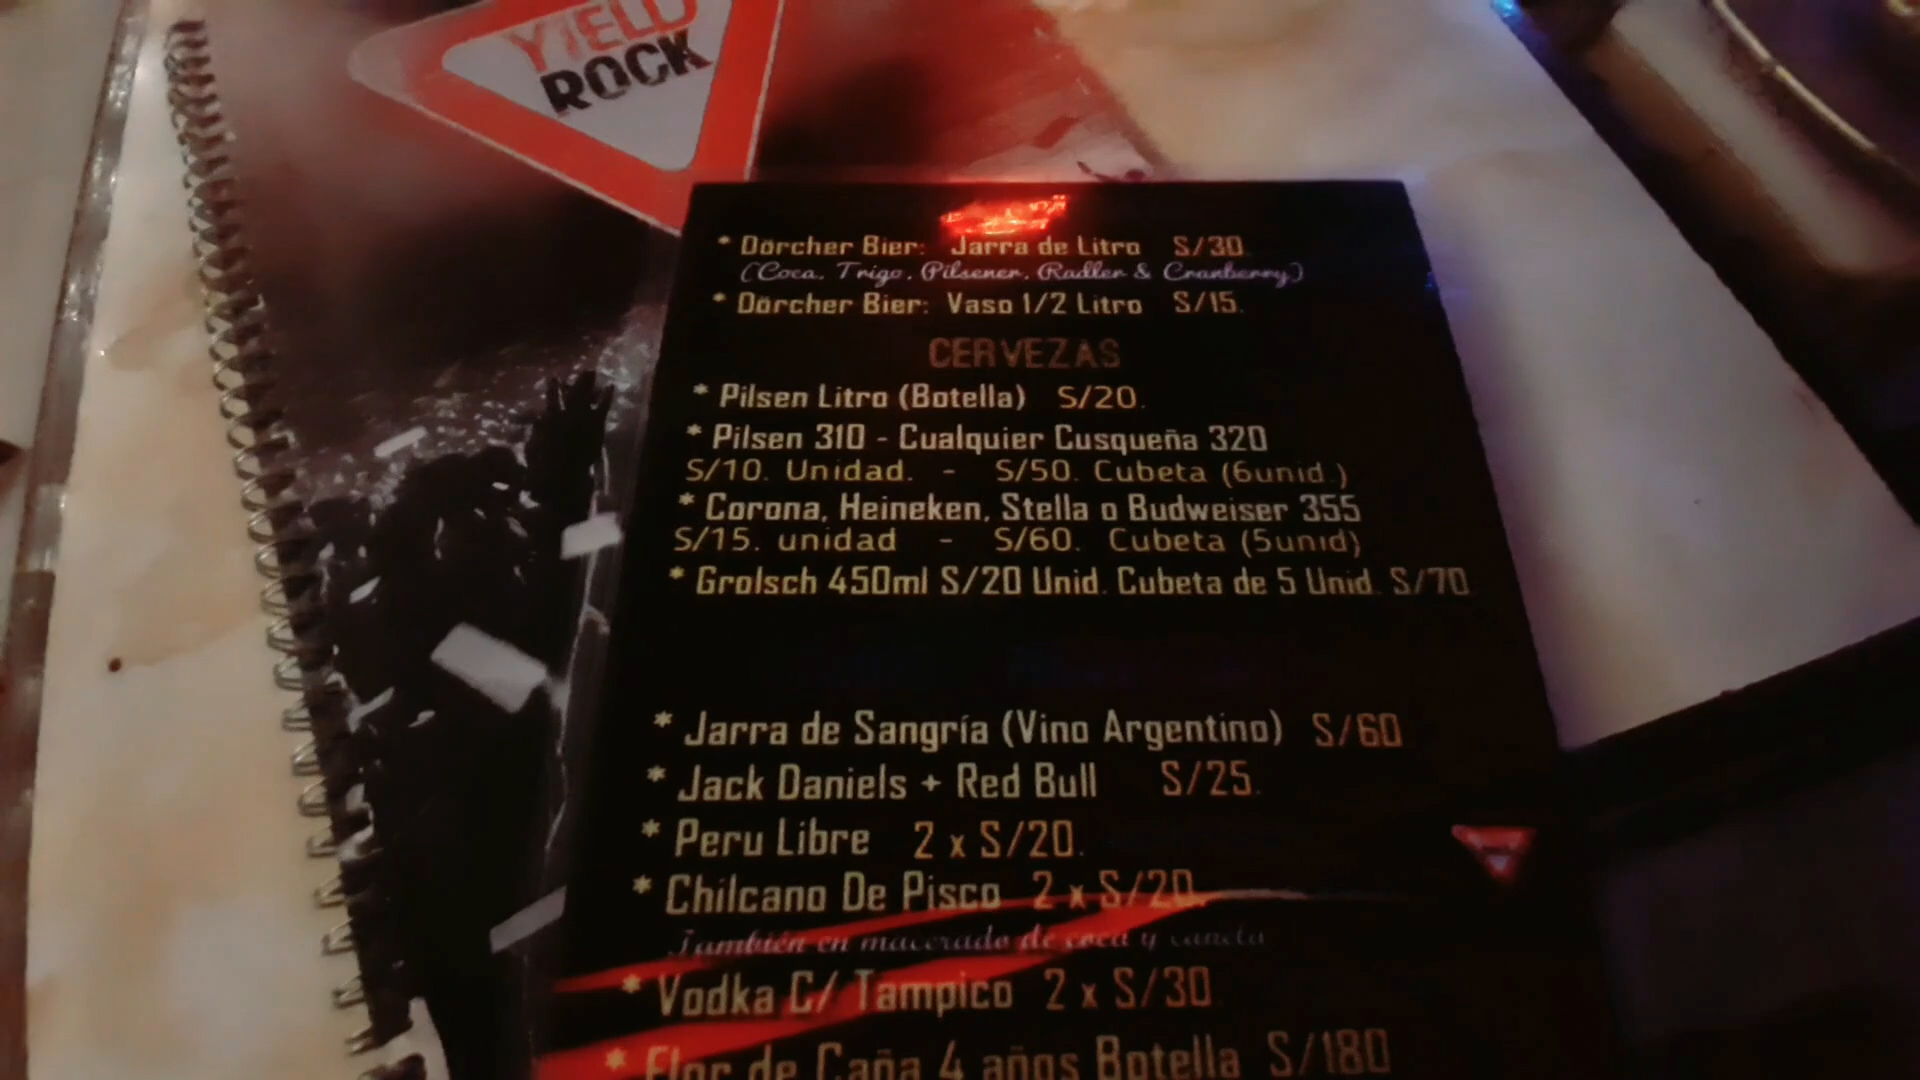 YIELD
ROCK
* Dörcher Bier: Jarra de Litro S/30.
(Coca, Trigo, Pilsener, Radler & Cranberry)
* Dörcher Bier: Vaso 1/2 Litro S/15.
CERVEZAS
* Pilsen Litro (Botella) S/20.
* Pilsen 310 - Cualquier Cusqueña 320
S/10. Unidad. - S/50. Cubeta (6unid.)
* Corona, Heineken, Stella o Budweiser 355
S/15. unidad - S/60. Cubeta (5unid)
* Grolsch 450ml S/20 Unid. Cubeta de 5 Unid. S/70.
* Jarra de Sangría (Vino Argentino) S/60
* Jack Daniels + Red Bull S/25.
* Peru Libre 2 x S/20.
* Chilcano De Pisco 2 x S/20.
También en macerado de coca y canela
* Vodka C/ Tampico 2 x S/30.
* Flor de Caña 4 años Botella S/180